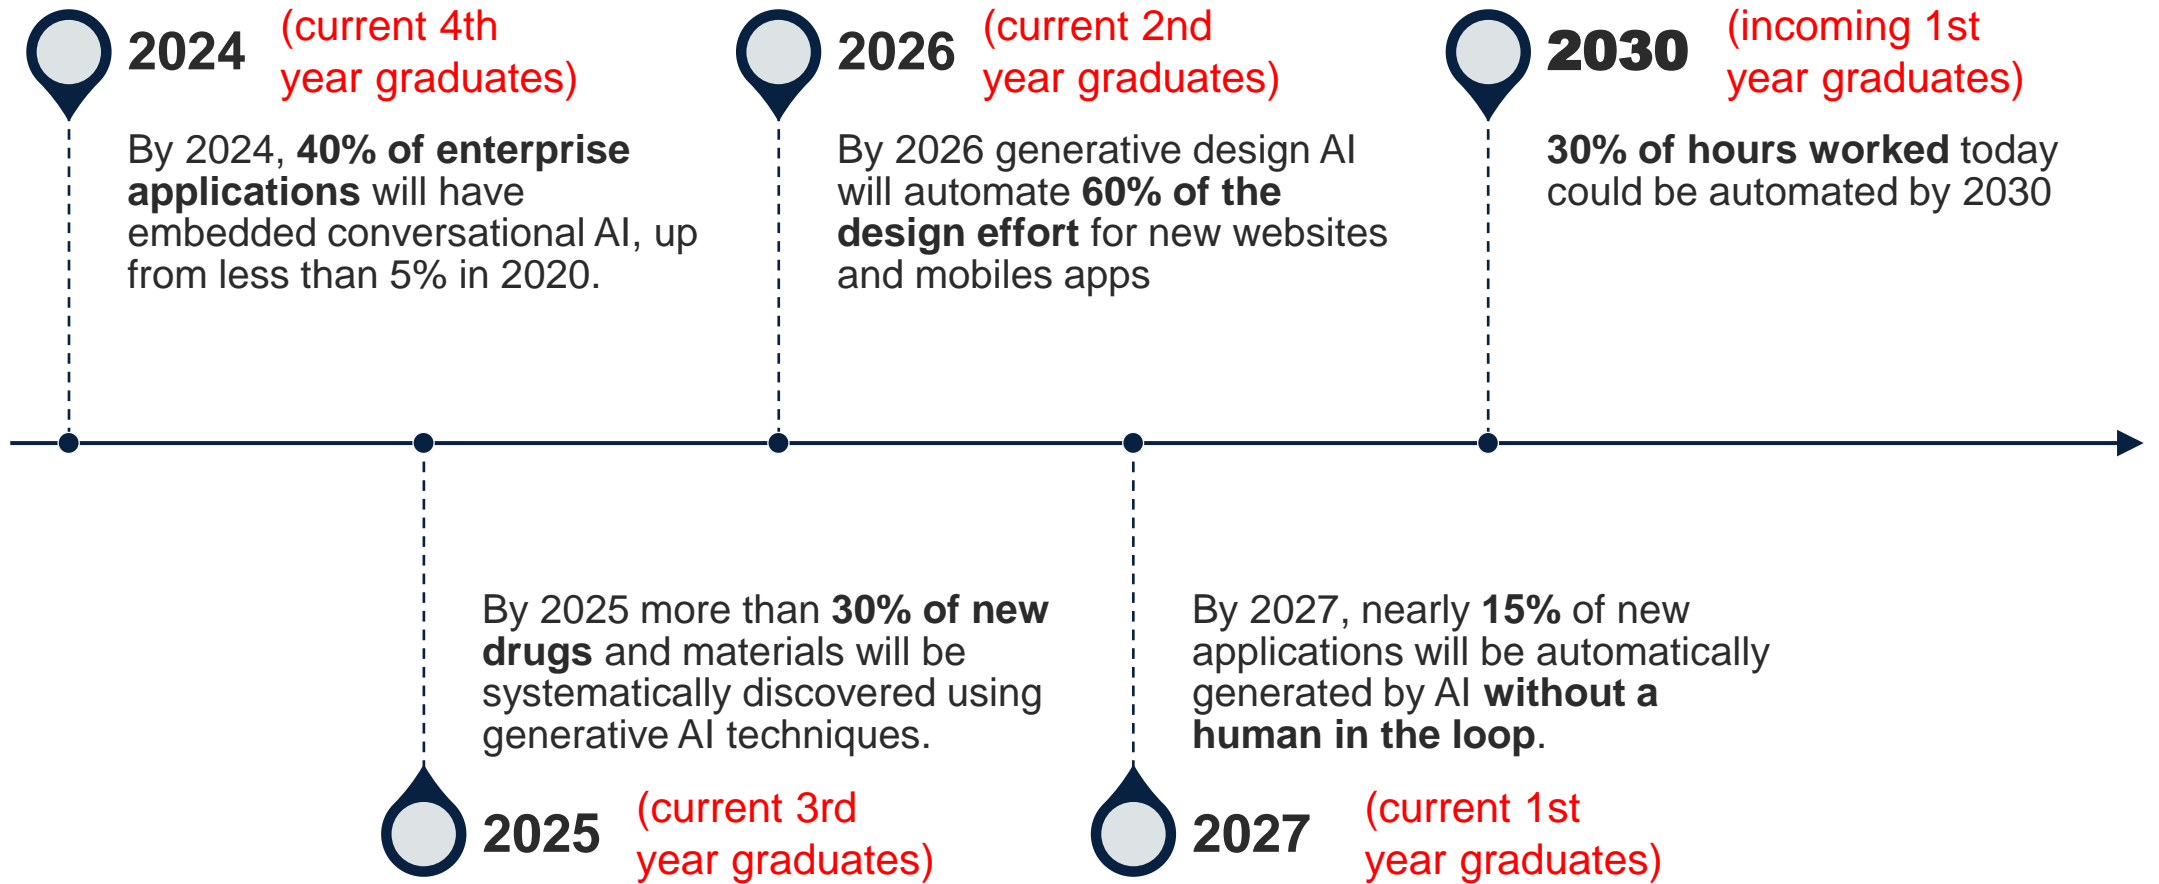 2024
(current 4th
year graduates)
By 2024, 40% of enterprise
applications will have
embedded conversational AI, up
from less than 5% in 2020.
2026
(current 2nd
year graduates)
By 2026 generative design AI
will automate 60% of the
design effort for new websites
and mobiles apps
2030
(incoming 1st
year graduates)
30% of hours worked today
could be automated by 2030
By 2025 more than 30% of new
drugs and materials will be
systematically discovered using
generative AI techniques.
2025
(current 3rd
year graduates)
By 2027, nearly 15% of new
applications will be automatically
generated by AI without a
human in the loop.
2027
(current 1st
year graduates)